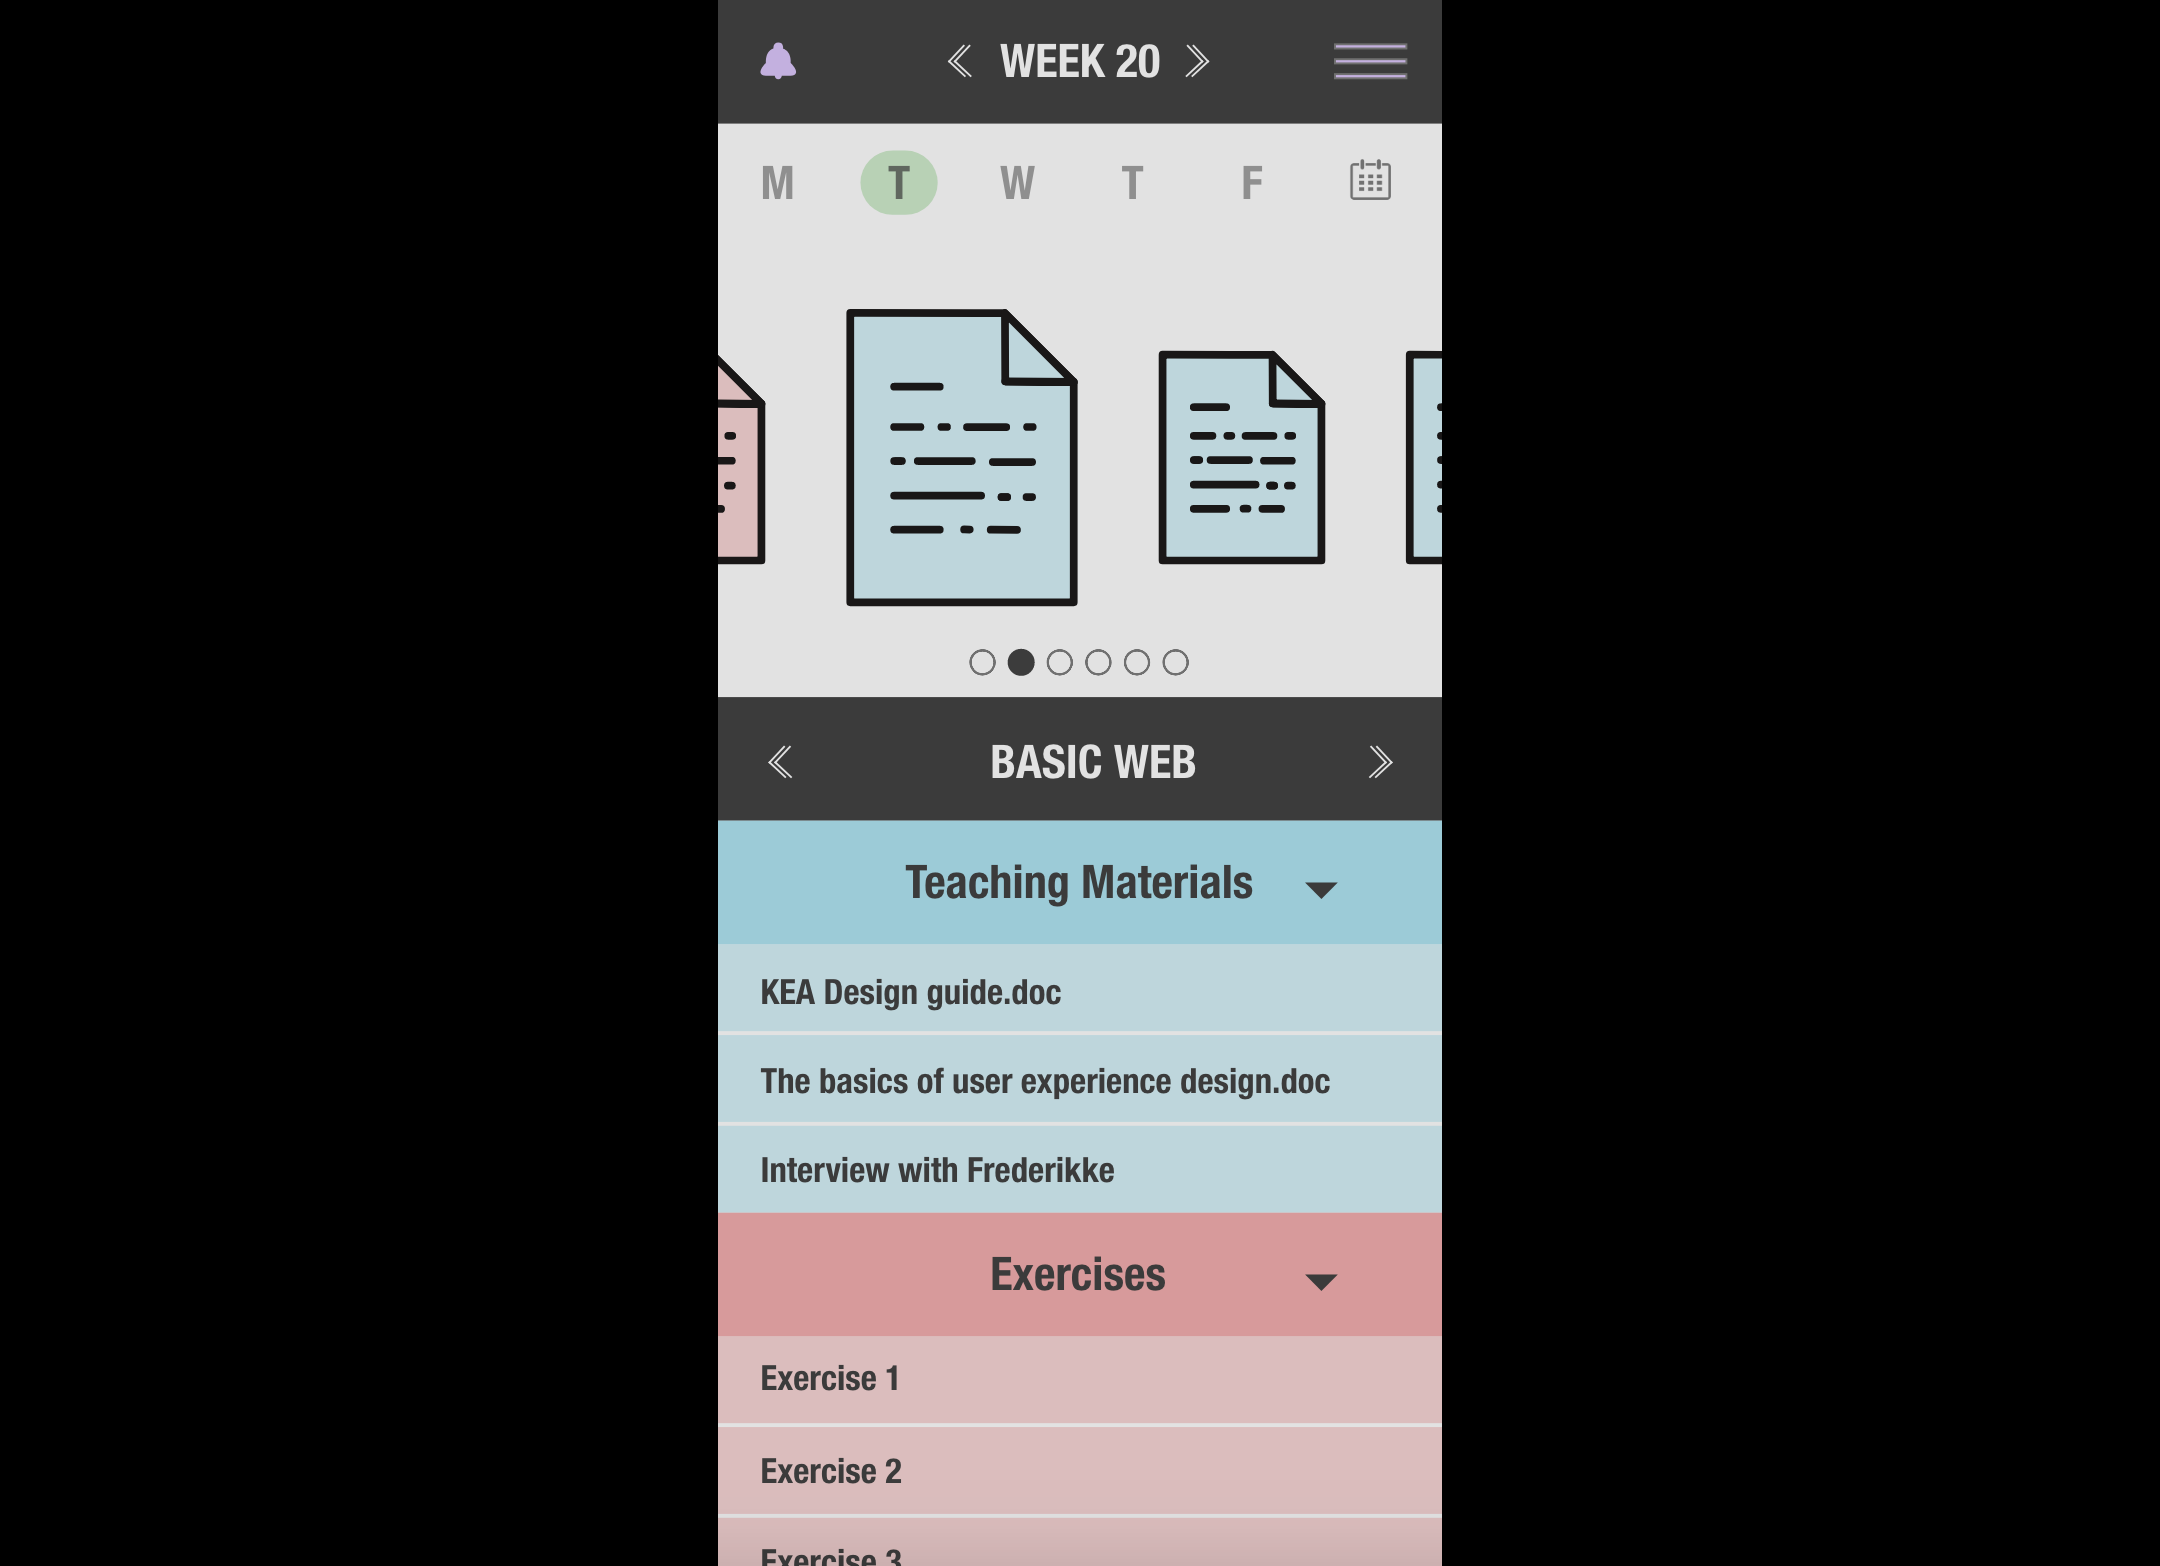 WEEK 20
M T W T F
BASIC WEB
Teaching Materials
KEA Design guide.doc
The basics of user experience design.doc
Interview with Frederikke
Exercises
Exercise 1
Exercise 2
Exercise 3